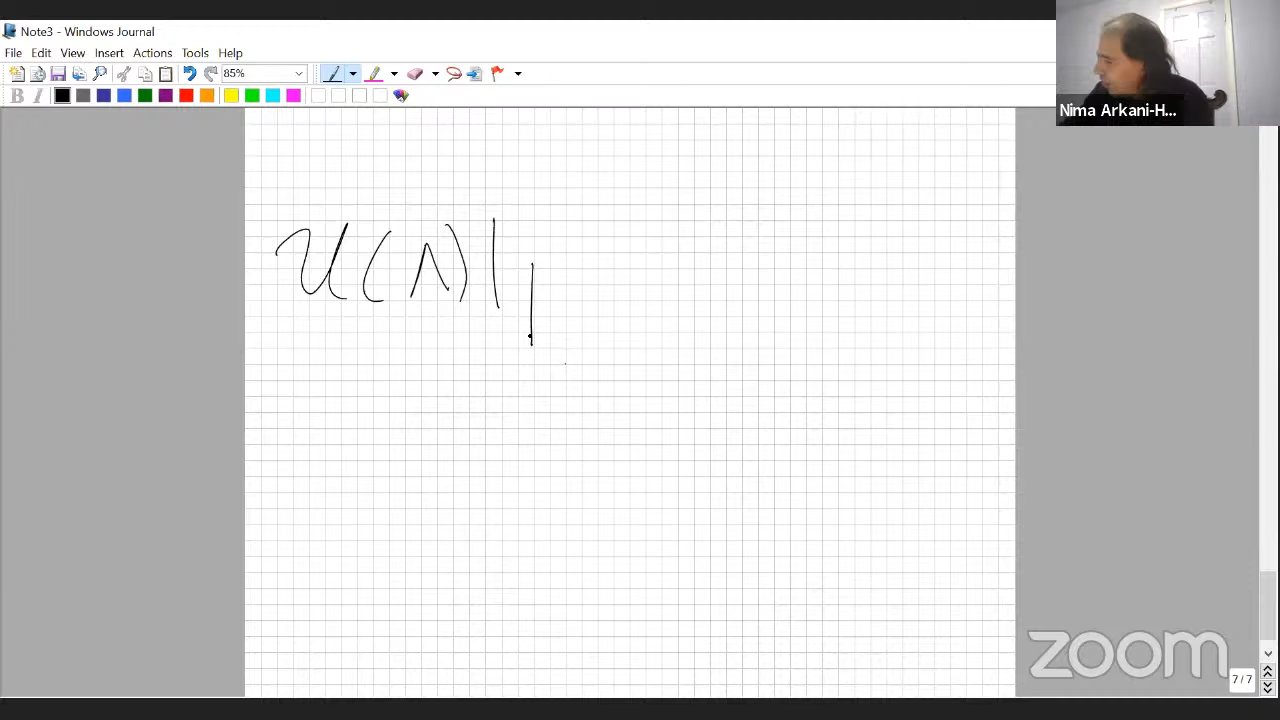 Note3 - Windows Journal
File Edit View Insert Actions Tools Help
85%
B I
Nima Arkani-H...
U(Λ) | |
zoom
7 / 7